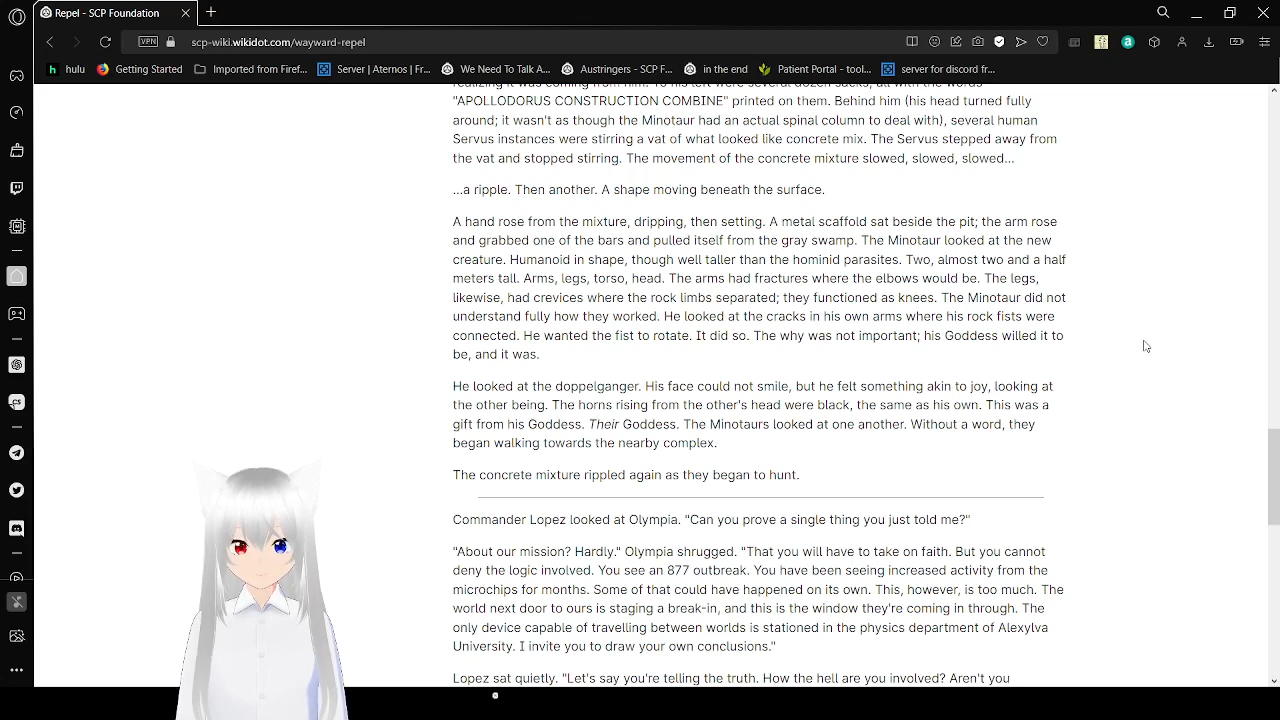 Repel - SCP Foundation
VPN
scp-wiki.wikidot.com/wayward-repel
hulu
Getting Started
Imported from Firef...
Server | Aternos | Fr...
We Need To Talk A...
Austringers - SCP F...
in the end
Patient Portal - tool...
server for discord fr...
realizing it was coming from him. To his left were several dozen sacks, all with the words
"APOLLODORUS CONSTRUCTION COMBINE" printed on them. Behind him (his head turned fully
around; it wasn't as though the Minotaur had an actual spinal column to deal with), several human
Servus instances were stirring a vat of what looked like concrete mix. The Servus stepped away from
the vat and stopped stirring. The movement of the concrete mixture slowed, slowed, slowed…
…a ripple. Then another. A shape moving beneath the surface.
A hand rose from the mixture, dripping, then setting. A metal scaffold sat beside the pit; the arm rose
and grabbed one of the bars and pulled itself from the gray swamp. The Minotaur looked at the new
creature. Humanoid in shape, though well taller than the hominid parasites. Two, almost two and a half
meters tall. Arms, legs, torso, head. The arms had fractures where the elbows would be. The legs,
likewise, had crevices where the rock limbs separated; they functioned as knees. The Minotaur did not
understand fully how they worked. He looked at the cracks in his own arms where his rock fists were
connected. He wanted the fist to rotate. It did so. The why was not important; his Goddess willed it to
be, and it was.
He looked at the doppelganger. His face could not smile, but he felt something akin to joy, looking at
the other being. The horns rising from the other's head were black, the same as his own. This was a
gift from his Goddess. Their Goddess. The Minotaurs looked at one another. Without a word, they
began walking towards the nearby complex.
The concrete mixture rippled again as they began to hunt.
Commander Lopez looked at Olympia. "Can you prove a single thing you just told me?"
"About our mission? Hardly." Olympia shrugged. "That you will have to take on faith. But you cannot
deny the logic involved. You see an 877 outbreak. You have been seeing increased activity from the
microchips for months. Some of that could have happened on its own. This, however, is too much. The
world next door to ours is staging a break-in, and this is the window they're coming in through. The
only device capable of travelling between worlds is stationed in the physics department of Alexylva
University. I invite you to draw your own conclusions."
Lopez sat quietly. "Let's say you're telling the truth. How the hell are you involved? Aren't you